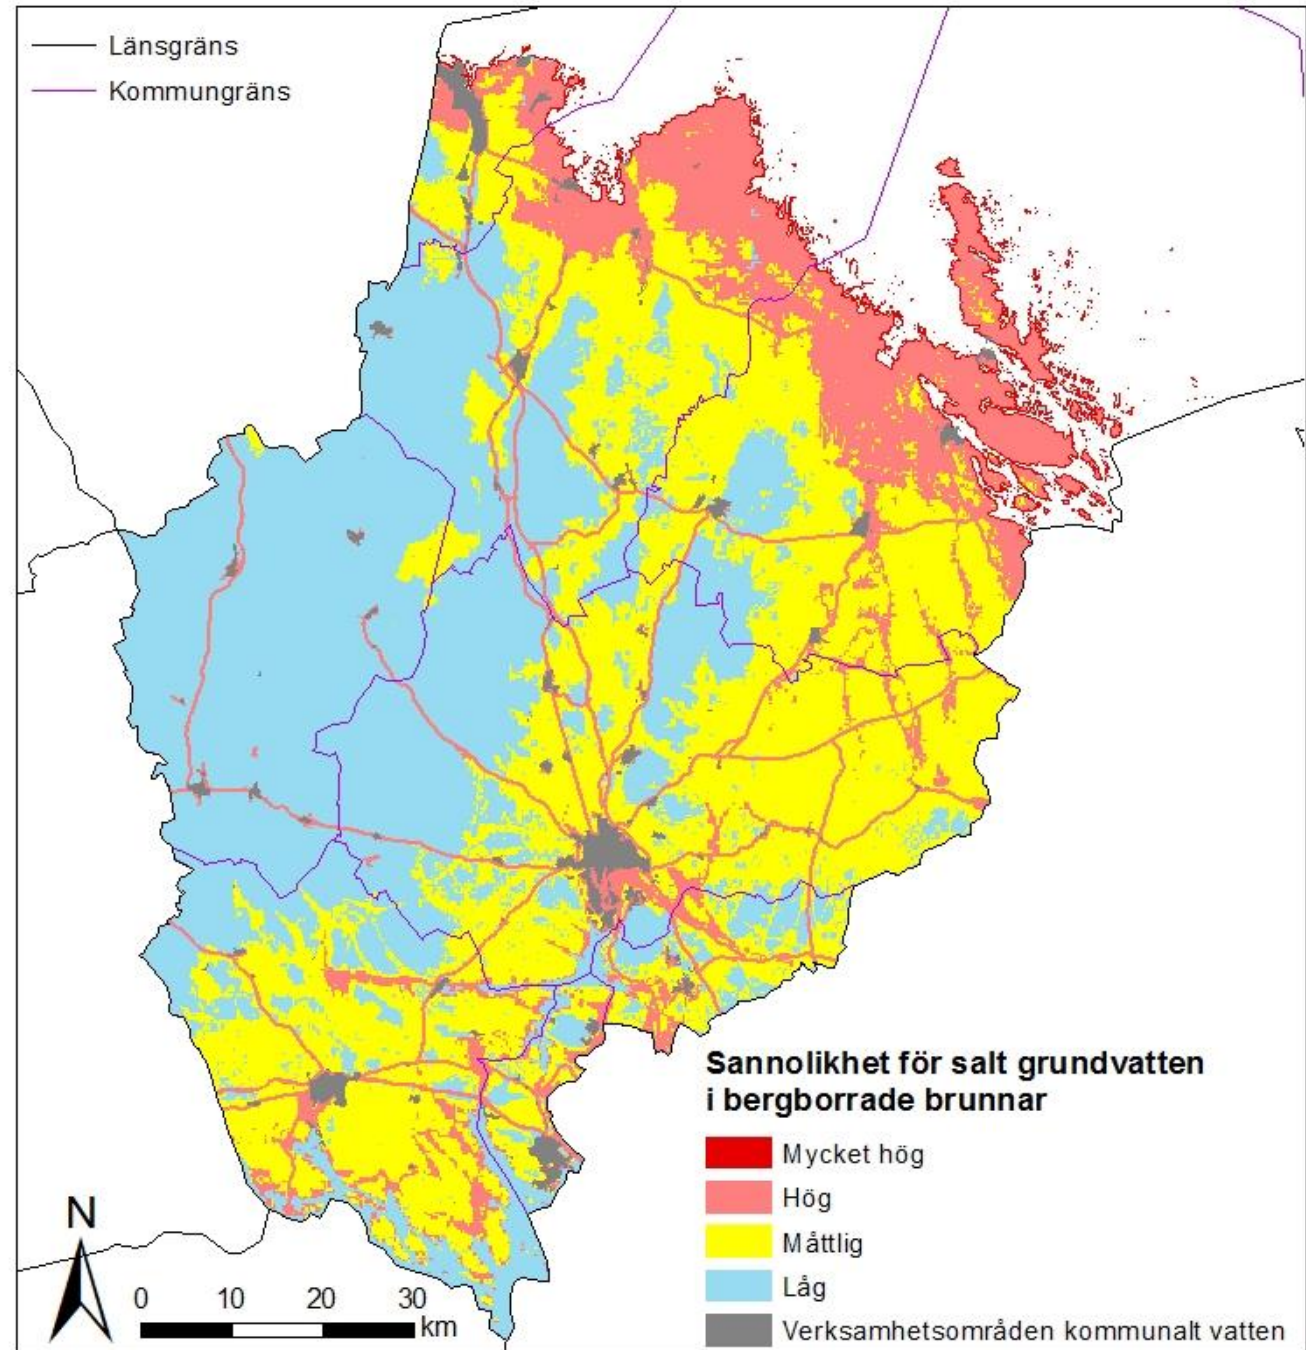 Länsgräns
Kommungräns
Sannolikhet för salt grundvatten
i bergborrade brunnar
Mycket hög
Hög
Måttlig
Låg
Verksamhetsområden kommunalt vatten
N
0 10 20 30
km